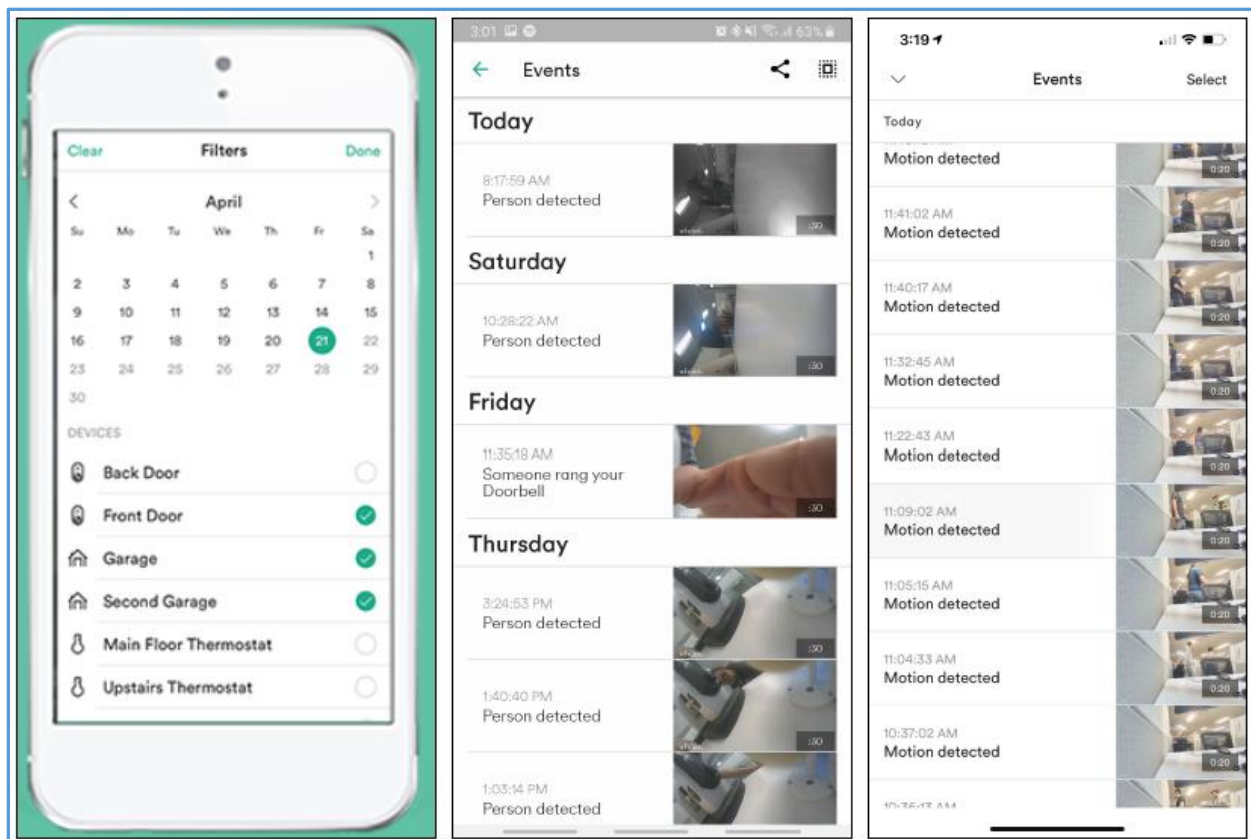 Clear Filters Done
April
Su Mo Tu We Th Fr Sa
1
2 3 4 5 6 7 8
9 10 11 12 13 14 15
16 17 18 19 20 21 22
23 24 25 26 27 28 29
30
DEVICES
Back Door
Front Door
Garage
Second Garage
Main Floor Thermostat
Upstairs Thermostat
3:01 63%
Events
Today
8:17:59 AM
Person detected
:30
Saturday
10:28:22 AM
Person detected
:30
Friday
11:35:18 AM
Someone rang your
Doorbell
:30
Thursday
3:24:53 PM
Person detected
:30
1:40:40 PM
Person detected
:30
1:03:14 PM
Person detected
3:19
Events Select
Today
Motion detected
0:20
11:41:02 AM
Motion detected
0:20
11:40:17 AM
Motion detected
0:20
11:32:45 AM
Motion detected
0:20
11:22:43 AM
Motion detected
0:20
11:09:02 AM
Motion detected
0:20
11:05:15 AM
Motion detected
0:20
11:04:33 AM
Motion detected
0:20
10:37:02 AM
Motion detected
0:20
10:36:13 AM